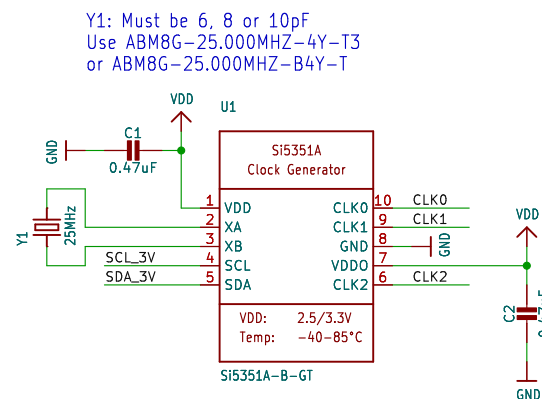 Y1: Must be 6, 8 or 10pF
Use ABM8G-25.000MHZ-4Y-T3
or ABM8G-25.000MHZ-B4Y-T
VDD
U1
C1
GND
0.47uF
Si5351A
Clock Generator
1 VDD
2 XA
3 XB
4 SCL
5 SDA
CLK0 10 CLK0
CLK1 9 CLK1
GND 8 GND
VDDO 7
CLK2 6 CLK2
Y1
25MHz
SCL_3V
SDA_3V
VDD
C2
VDD: 2.5/3.3V
Temp: -40-85°C
Si5351A-B-GT
GND